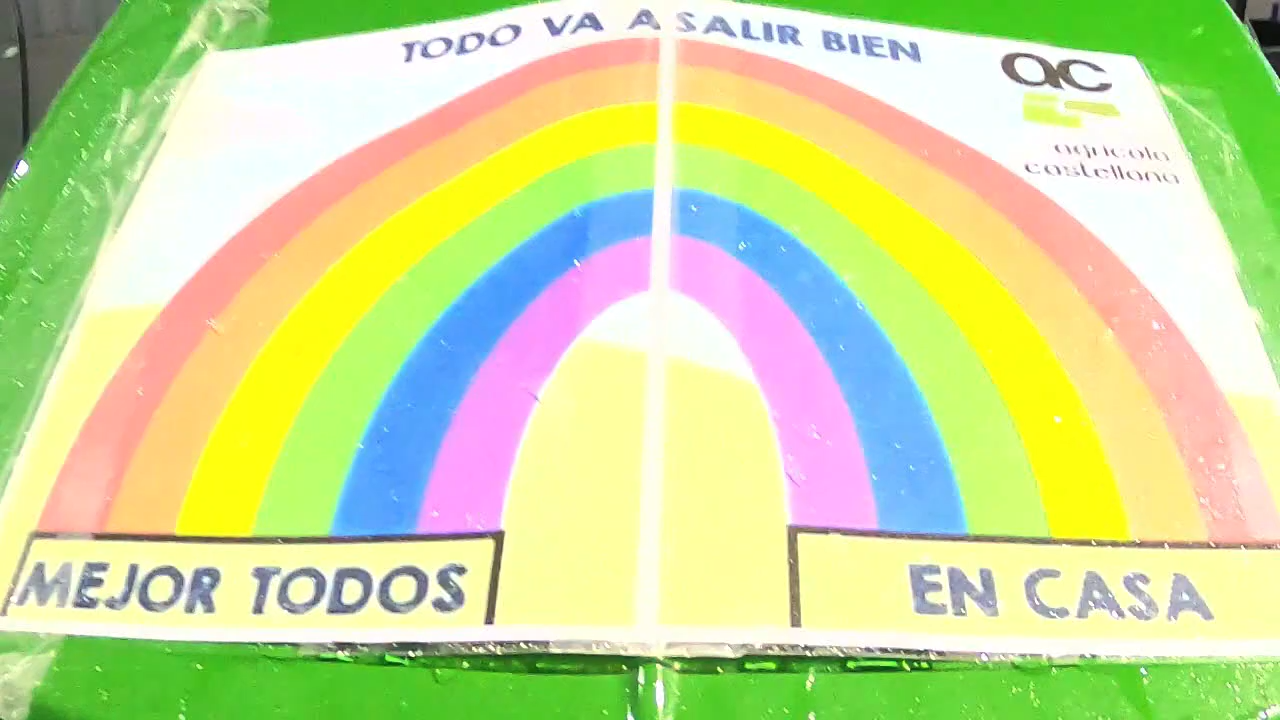 TODO VA A SALIR BIEN
ac
agrícola
castellana
MEJOR TODOS
EN CASA